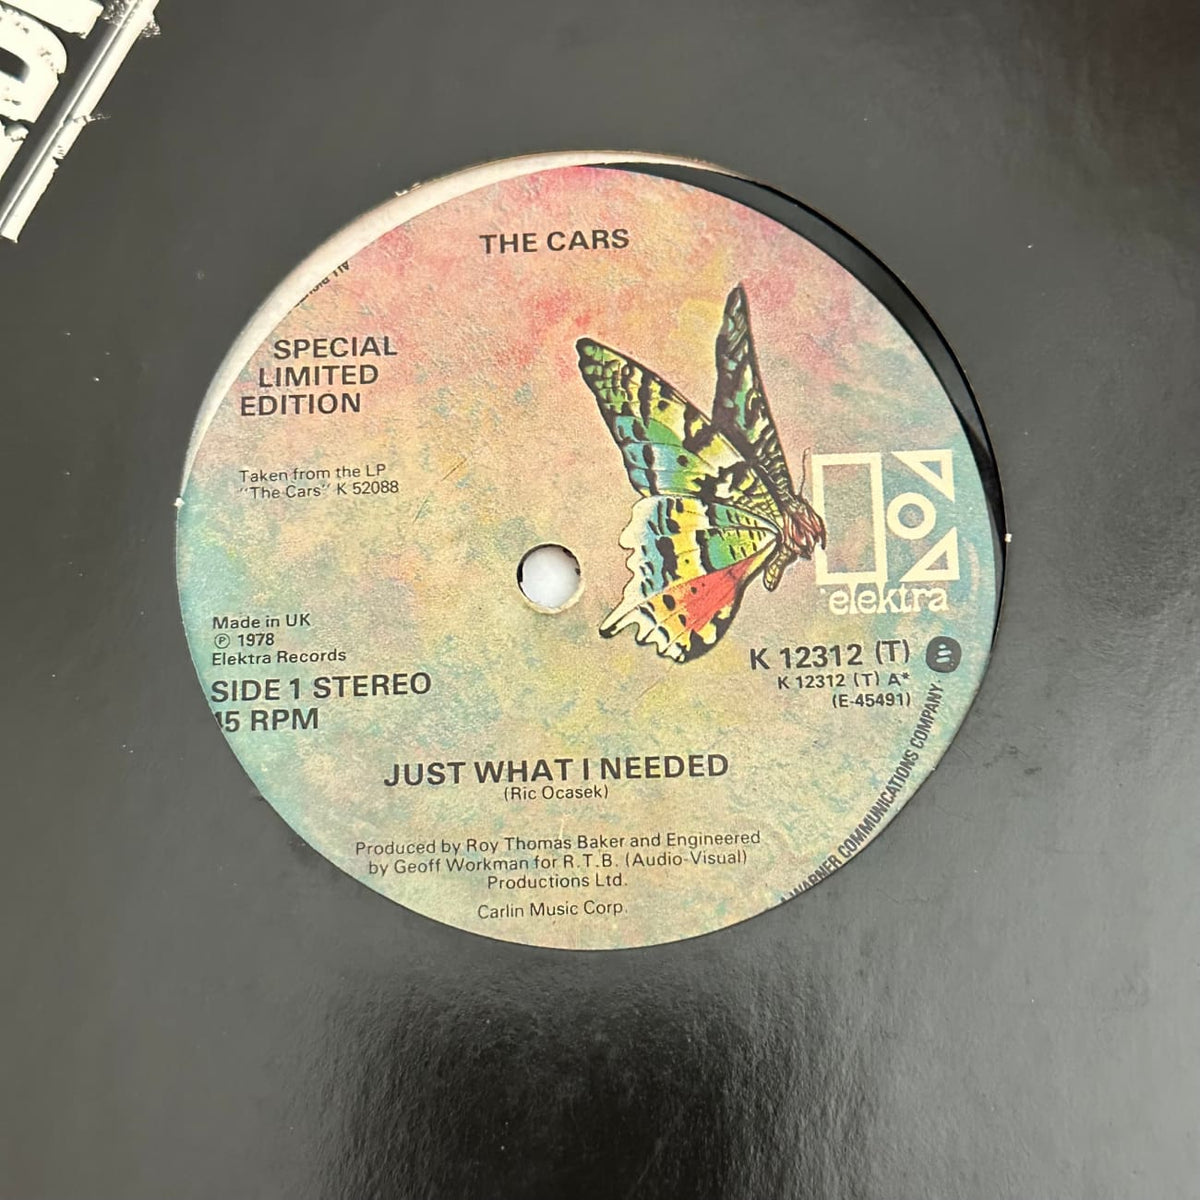 THE CARS
SPECIAL
LIMITED
EDITION
Taken from the LP
"The Cars" K 52088
elektra
Made in UK
℗ 1978
Elektra Records
SIDE 1 STEREO
5 RPM
K 12312 (T)
K 12312 (T) A*
(E-45491)
WARNER COMMUNICATIONS COMPANY
JUST WHAT I NEEDED
(Ric Ocasek)
Produced by Roy Thomas Baker and Engineered
by Geoff Workman for R.T.B. (Audio-Visual)
Productions Ltd.
Carlin Music Corp.